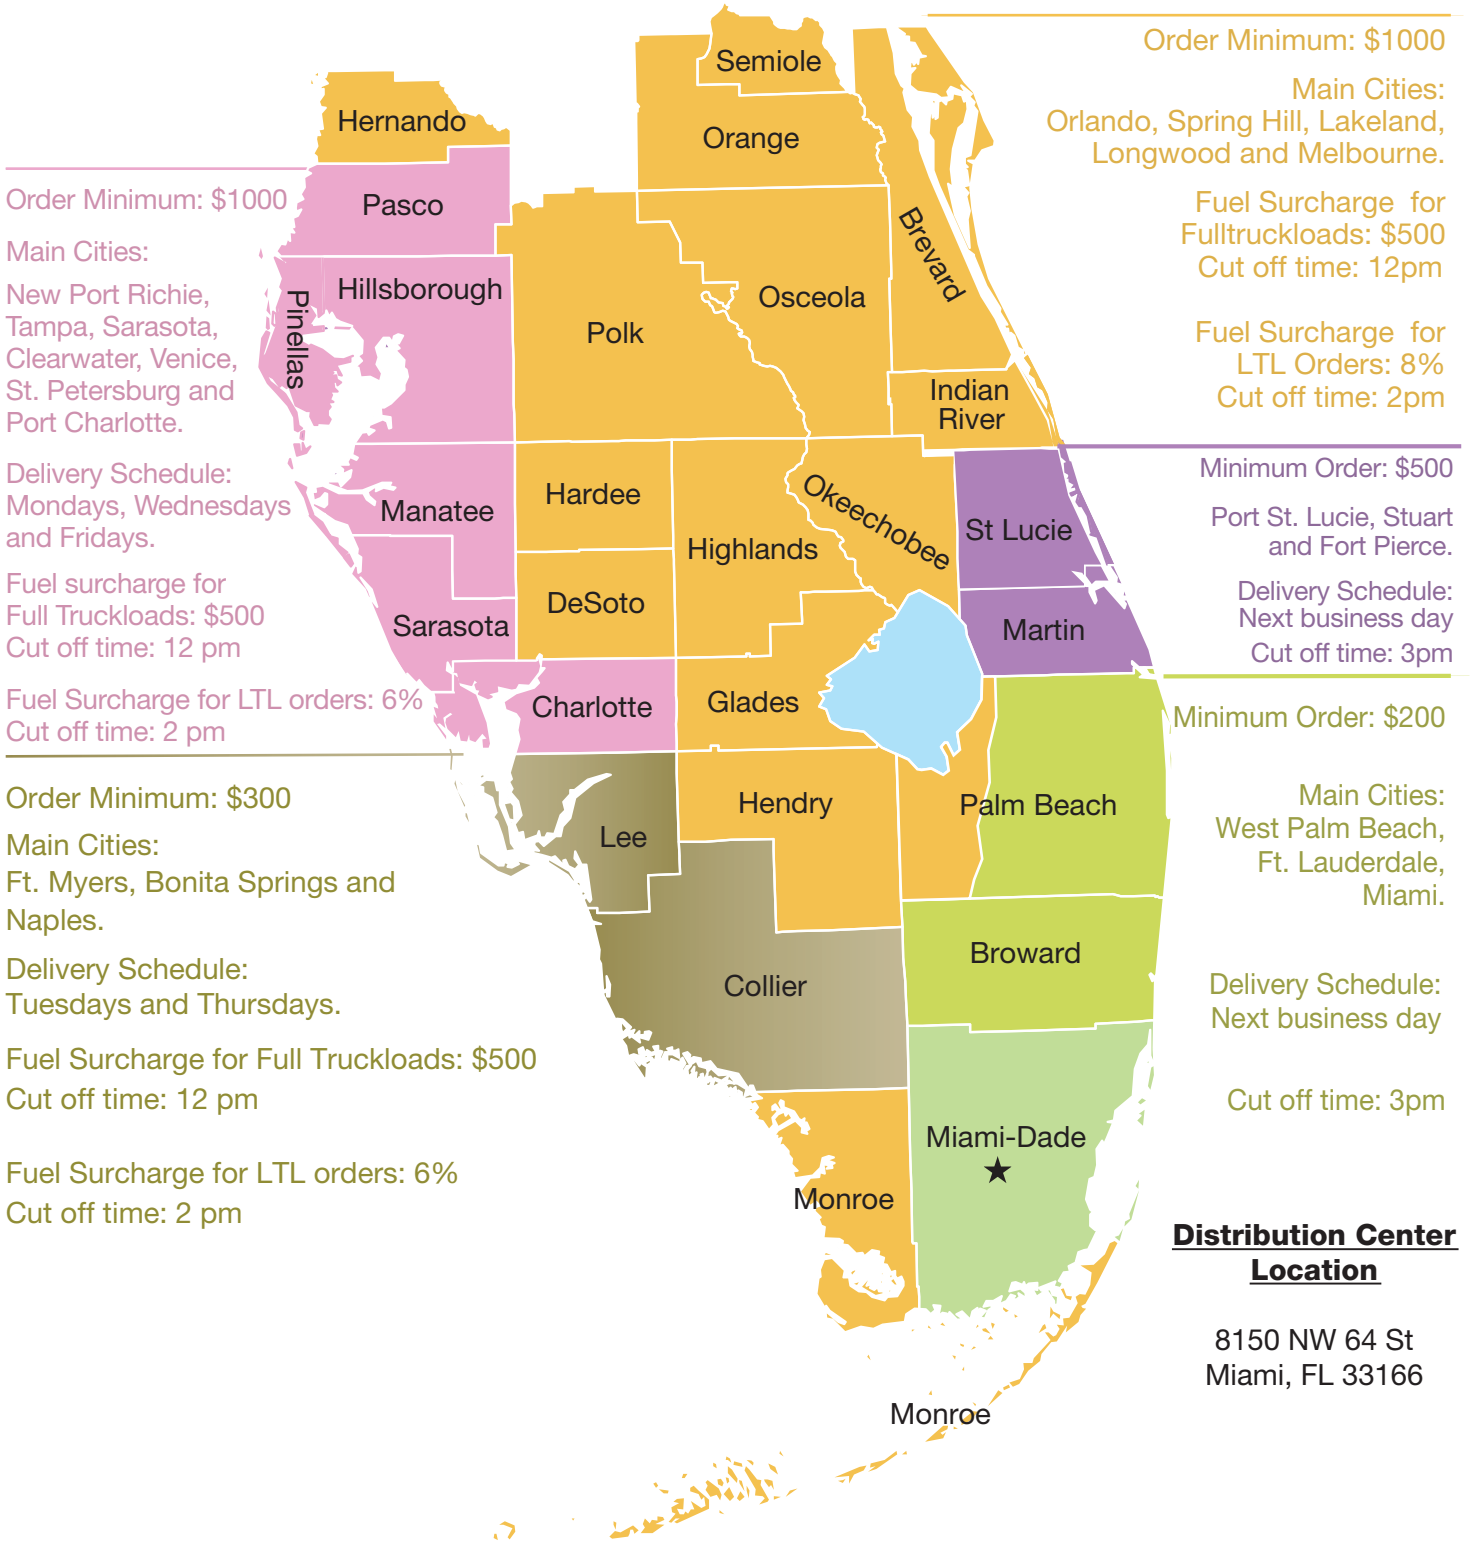 Order Minimum: $1000
Main Cities:
Orlando, Spring Hill, Lakeland,
Longwood and Melbourne.
Fuel Surcharge for
Fulltruckloads: $500
Cut off time: 12pm
Fuel Surcharge for
LTL Orders: 8%
Cut off time: 2pm
Minimum Order: $500
Port St. Lucie, Stuart
and Fort Pierce.
Delivery Schedule:
Next business day
Cut off time: 3pm
Minimum Order: $200
Main Cities:
West Palm Beach,
Ft. Lauderdale,
Miami.
Delivery Schedule:
Next business day
Cut off time: 3pm
Distribution Center
Location
8150 NW 64 St
Miami, FL 33166
Order Minimum: $1000
Main Cities:
New Port Richie,
Tampa, Sarasota,
Clearwater, Venice,
St. Petersburg and
Port Charlotte.
Delivery Schedule:
Mondays, Wednesdays
and Fridays.
Fuel surcharge for
Full Truckloads: $500
Cut off time: 12 pm
Fuel Surcharge for LTL orders: 6%
Cut off time: 2 pm
Order Minimum: $300
Main Cities:
Ft. Myers, Bonita Springs and
Naples.
Delivery Schedule:
Tuesdays and Thursdays.
Fuel Surcharge for Full Truckloads: $500
Cut off time: 12 pm
Fuel Surcharge for LTL orders: 6%
Cut off time: 2 pm
Semiole
Hernando
Orange
Pasco
Brevard
Hillsborough
Pinellas
Osceola
Polk
Indian
River
Hardee
Okeechobee
Manatee
St Lucie
Highlands
DeSoto
Sarasota
Martin
Charlotte
Glades
Hendry
Palm Beach
Lee
Broward
Collier
Miami-Dade
Monroe
Monroe